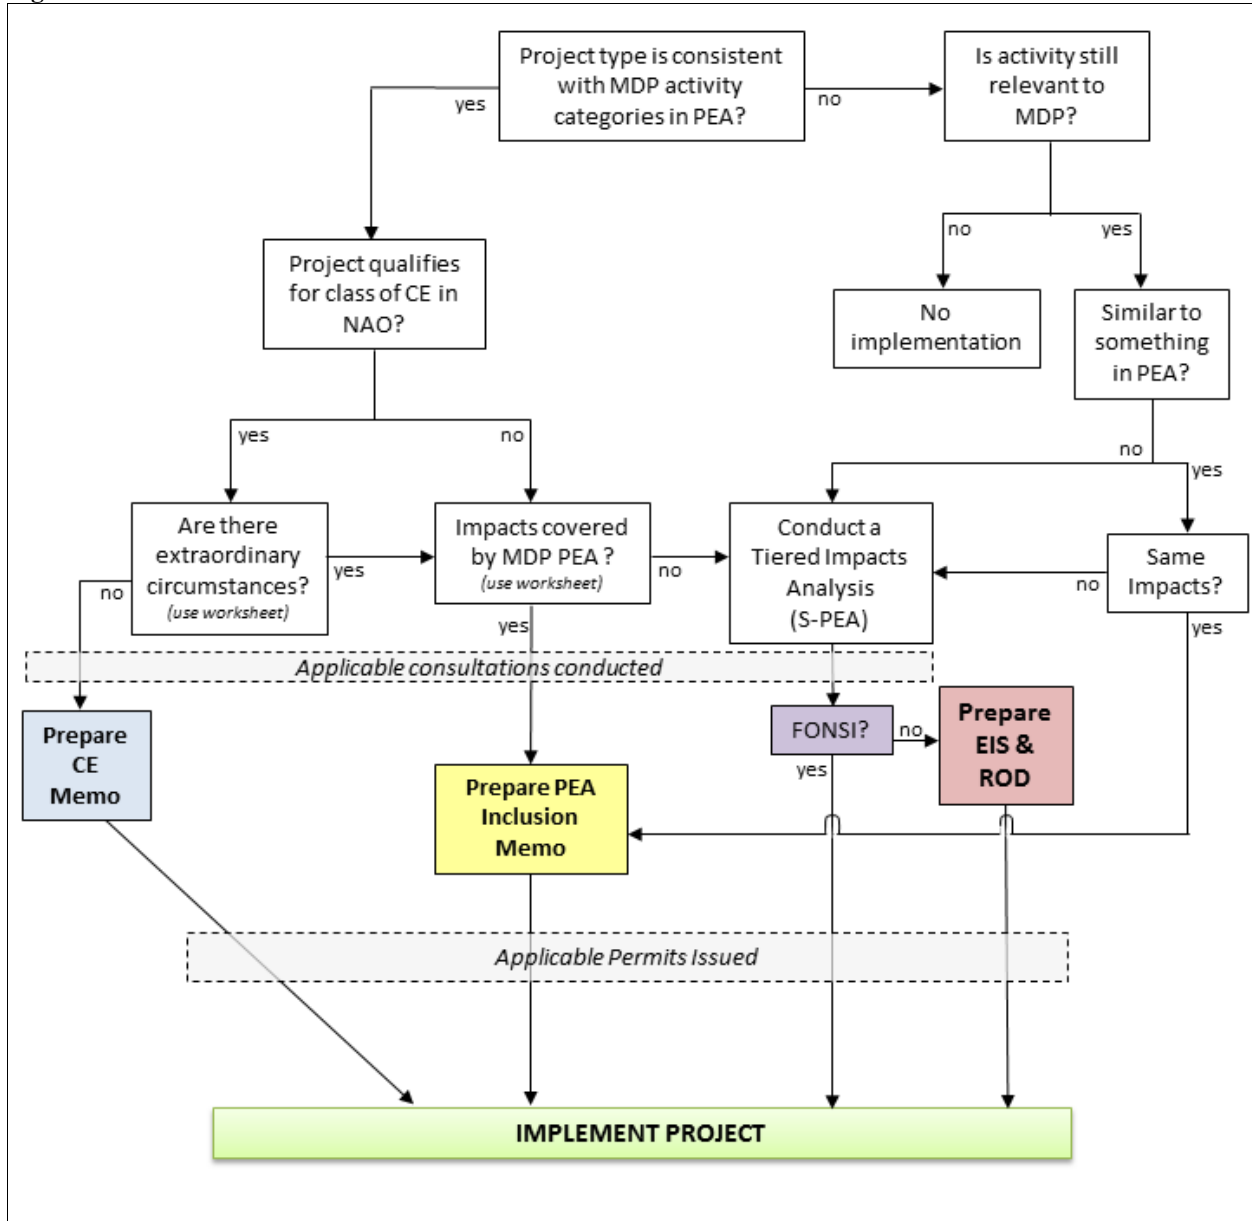 Project type is consistent
with MDP activity
categories in PEA?
Is activity still
relevant to
MDP?
yes
no
no
yes
Project qualifies
for class of CE in
NAO?
No
implementation
Similar to
something
in PEA?
yes
no
no
yes
Are there
extraordinary
circumstances?
(use worksheet)
Impacts covered
by MDP PEA ?
(use worksheet)
Conduct a
Tiered Impacts
Analysis
(S-PEA)
Same
Impacts?
no
yes
no
no
yes
yes
Applicable consultations conducted
Prepare
CE
Memo
FONSI?
no
yes
Prepare
EIS &
ROD
Prepare PEA
Inclusion
Memo
Applicable Permits Issued
IMPLEMENT PROJECT